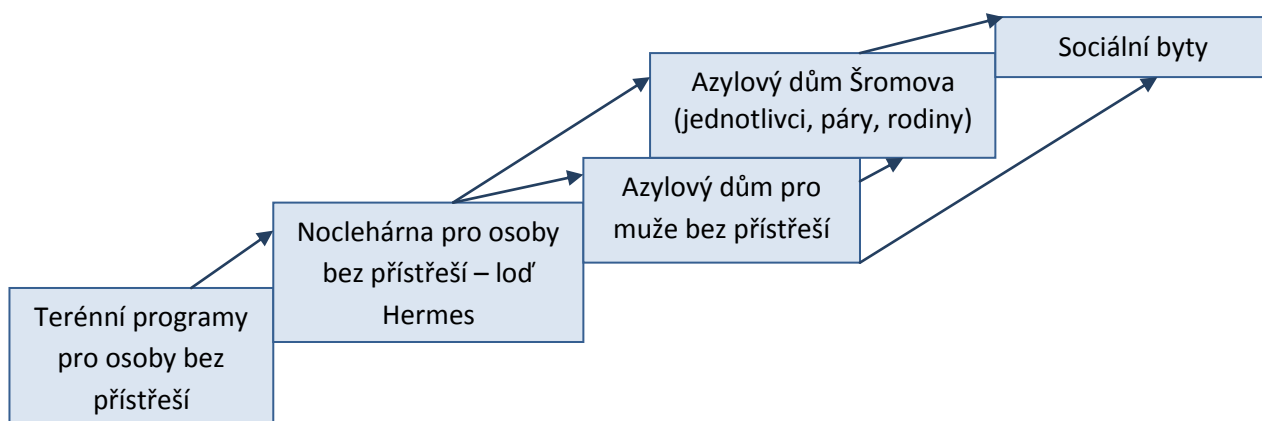 Sociální byty
Azylový dům Šromova
(jednotlivci, páry, rodiny)
Azylový dům pro
muže bez přístřeší
Noclehárna pro osoby
bez přístřeší – loď
Hermes
Terénní programy
pro osoby bez
přístřeší